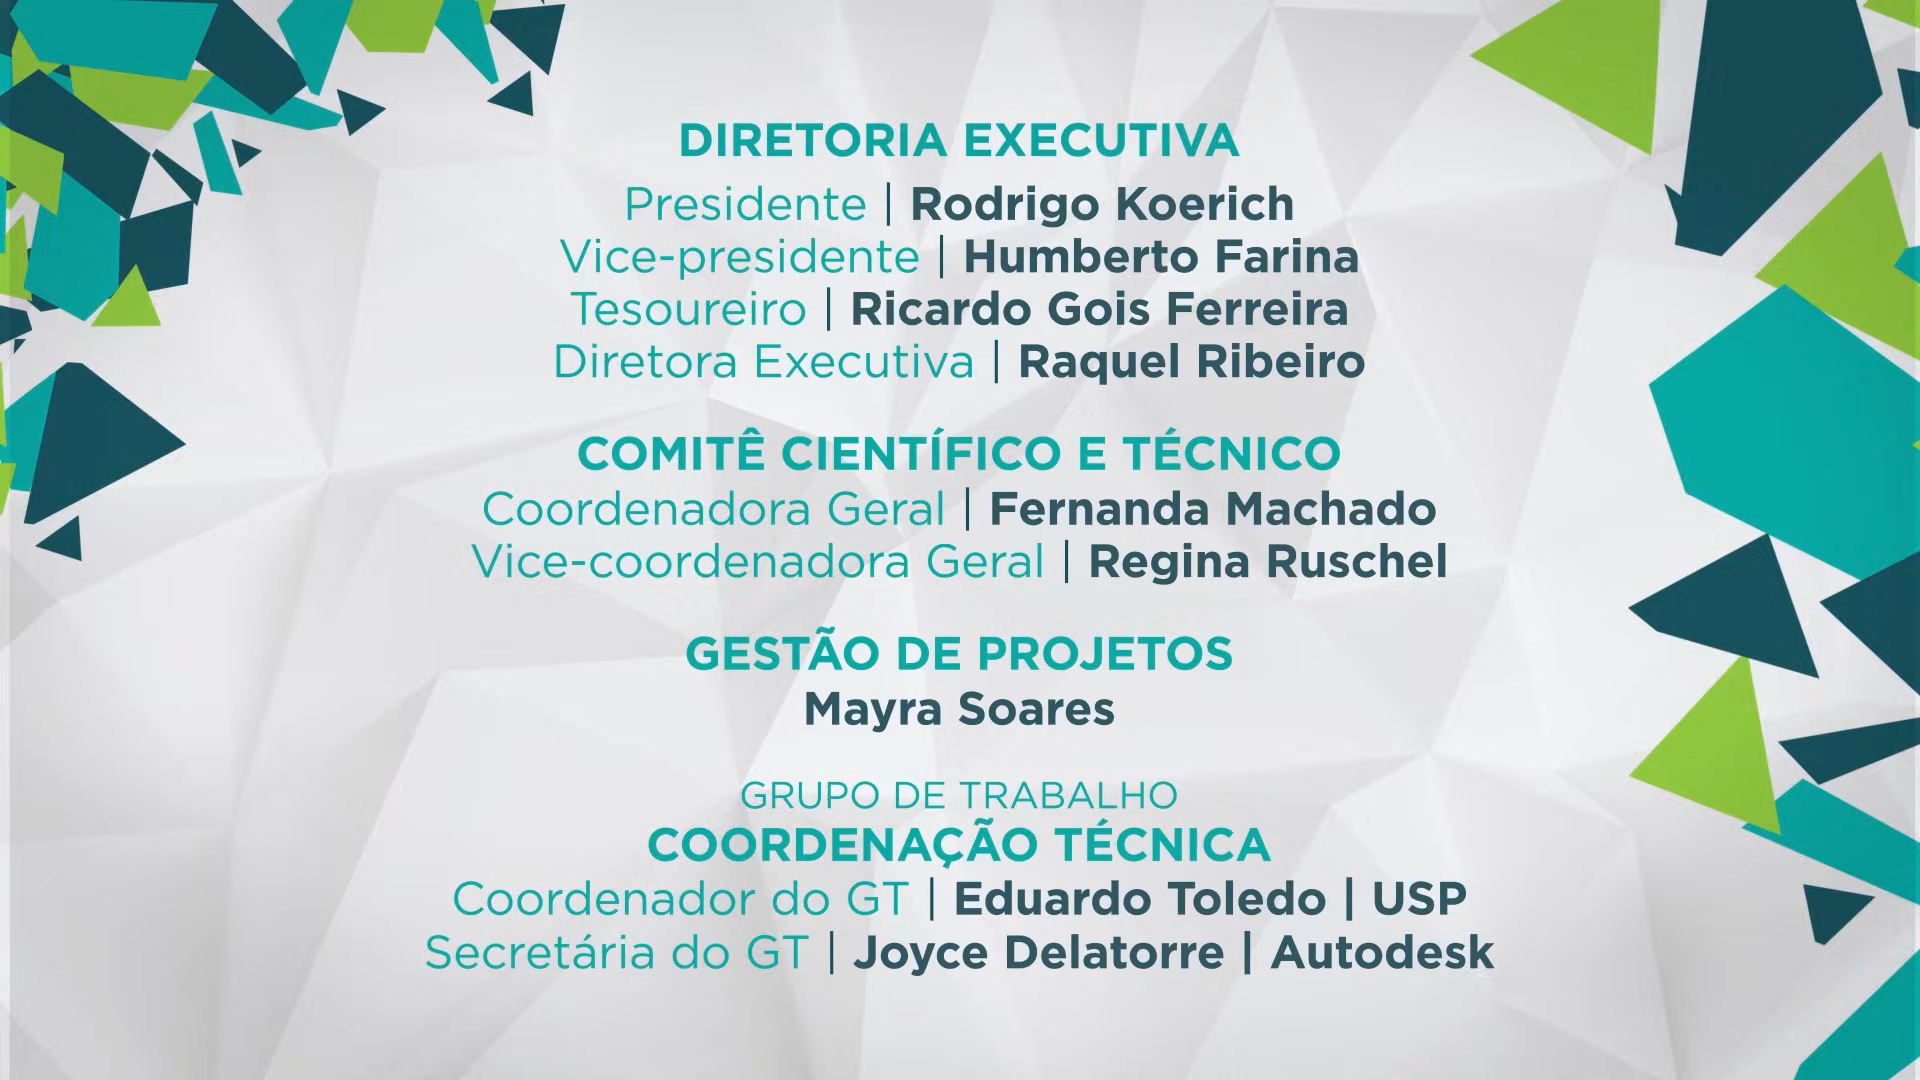 DIRETORIA EXECUTIVA
Presidente | Rodrigo Koerich
Vice-presidente | Humberto Farina
Tesoureiro | Ricardo Gois Ferreira
Diretora Executiva | Raquel Ribeiro
COMITÊ CIENTÍFICO E TÉCNICO
Coordenadora Geral | Fernanda Machado
Vice-coordenadora Geral | Regina Ruschel
GESTÃO DE PROJETOS
Mayra Soares
GRUPO DE TRABALHO
COORDENAÇÃO TÉCNICA
Coordenador do GT | Eduardo Toledo | USP
Secretária do GT | Joyce Delatorre | Autodesk